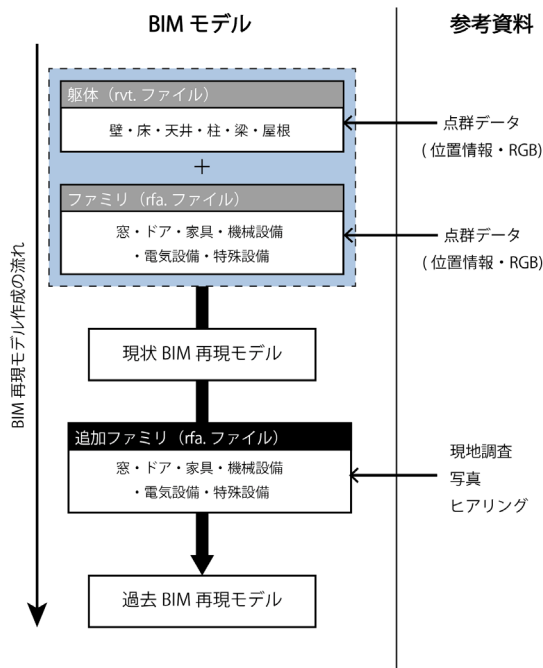 BIM モデル
参考資料
BIM 再現モデル作成の流れ
躯体（rvt. ファイル）
壁・床・天井・柱・梁・屋根
点群データ
( 位置情報・RGB)
+
ファミリ（rfa. ファイル）
窓・ドア・家具・機械設備
・電気設備・特殊設備
点群データ
( 位置情報・RGB)
現状 BIM 再現モデル
追加ファミリ（rfa. ファイル）
窓・ドア・家具・機械設備
・電気設備・特殊設備
現地調査
写真
ヒアリング
過去 BIM 再現モデル